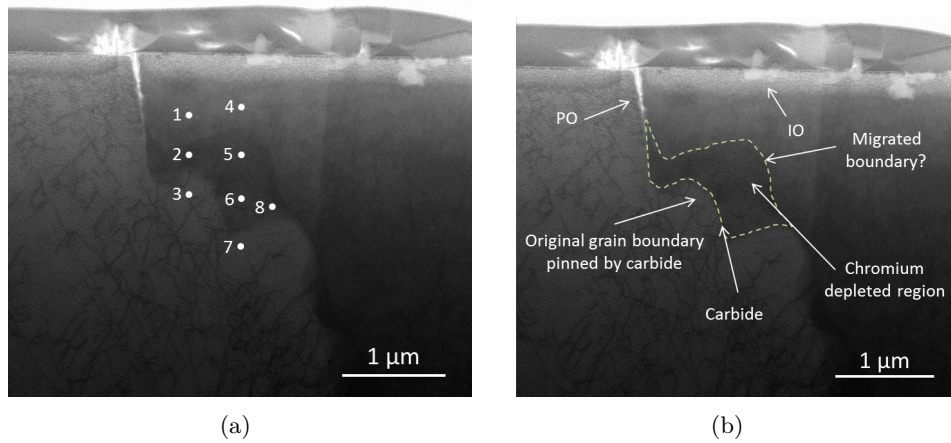 1
4
2
5
3
6
8
7
1 µm
(a)
PO
IO
Migrated
boundary?
Original grain boundary
pinned by carbide
Chromium
depleted region
Carbide
1 µm
(b)